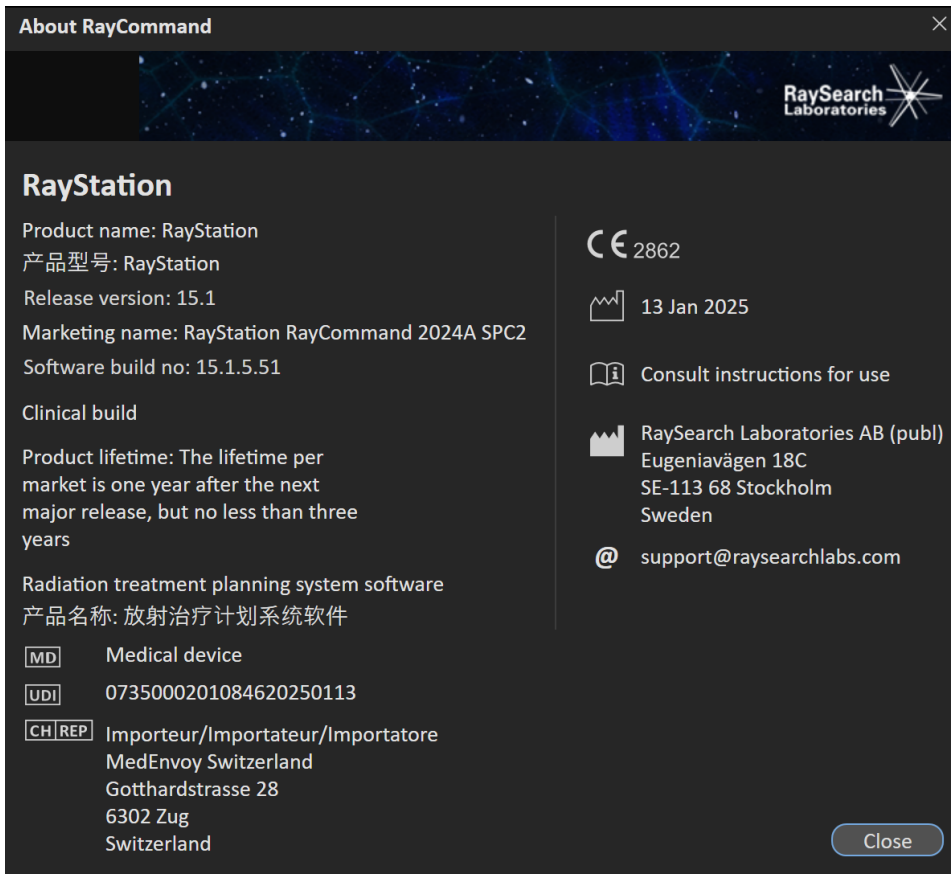 About RayCommand
RaySearch
Laboratories
RayStation
Product name: RayStation
产品型号: RayStation
Release version: 15.1
Marketing name: RayStation RayCommand 2024A SPC2
Software build no: 15.1.5.51
Clinical build
Product lifetime: The lifetime per
market is one year after the next
major release, but no less than three
years
Radiation treatment planning system software
产品名称: 放射治疗计划系统软件
MD Medical device
UDI 0735000201084620250113
CH REP Importeur/Importateur/Importatore
MedEnvoy Switzerland
Gotthardstrasse 28
6302 Zug
Switzerland
CE 2862
13 Jan 2025
Consult instructions for use
RaySearch Laboratories AB (publ)
Eugeniavägen 18C
SE-113 68 Stockholm
Sweden
@ support@raysearchlabs.com
Close